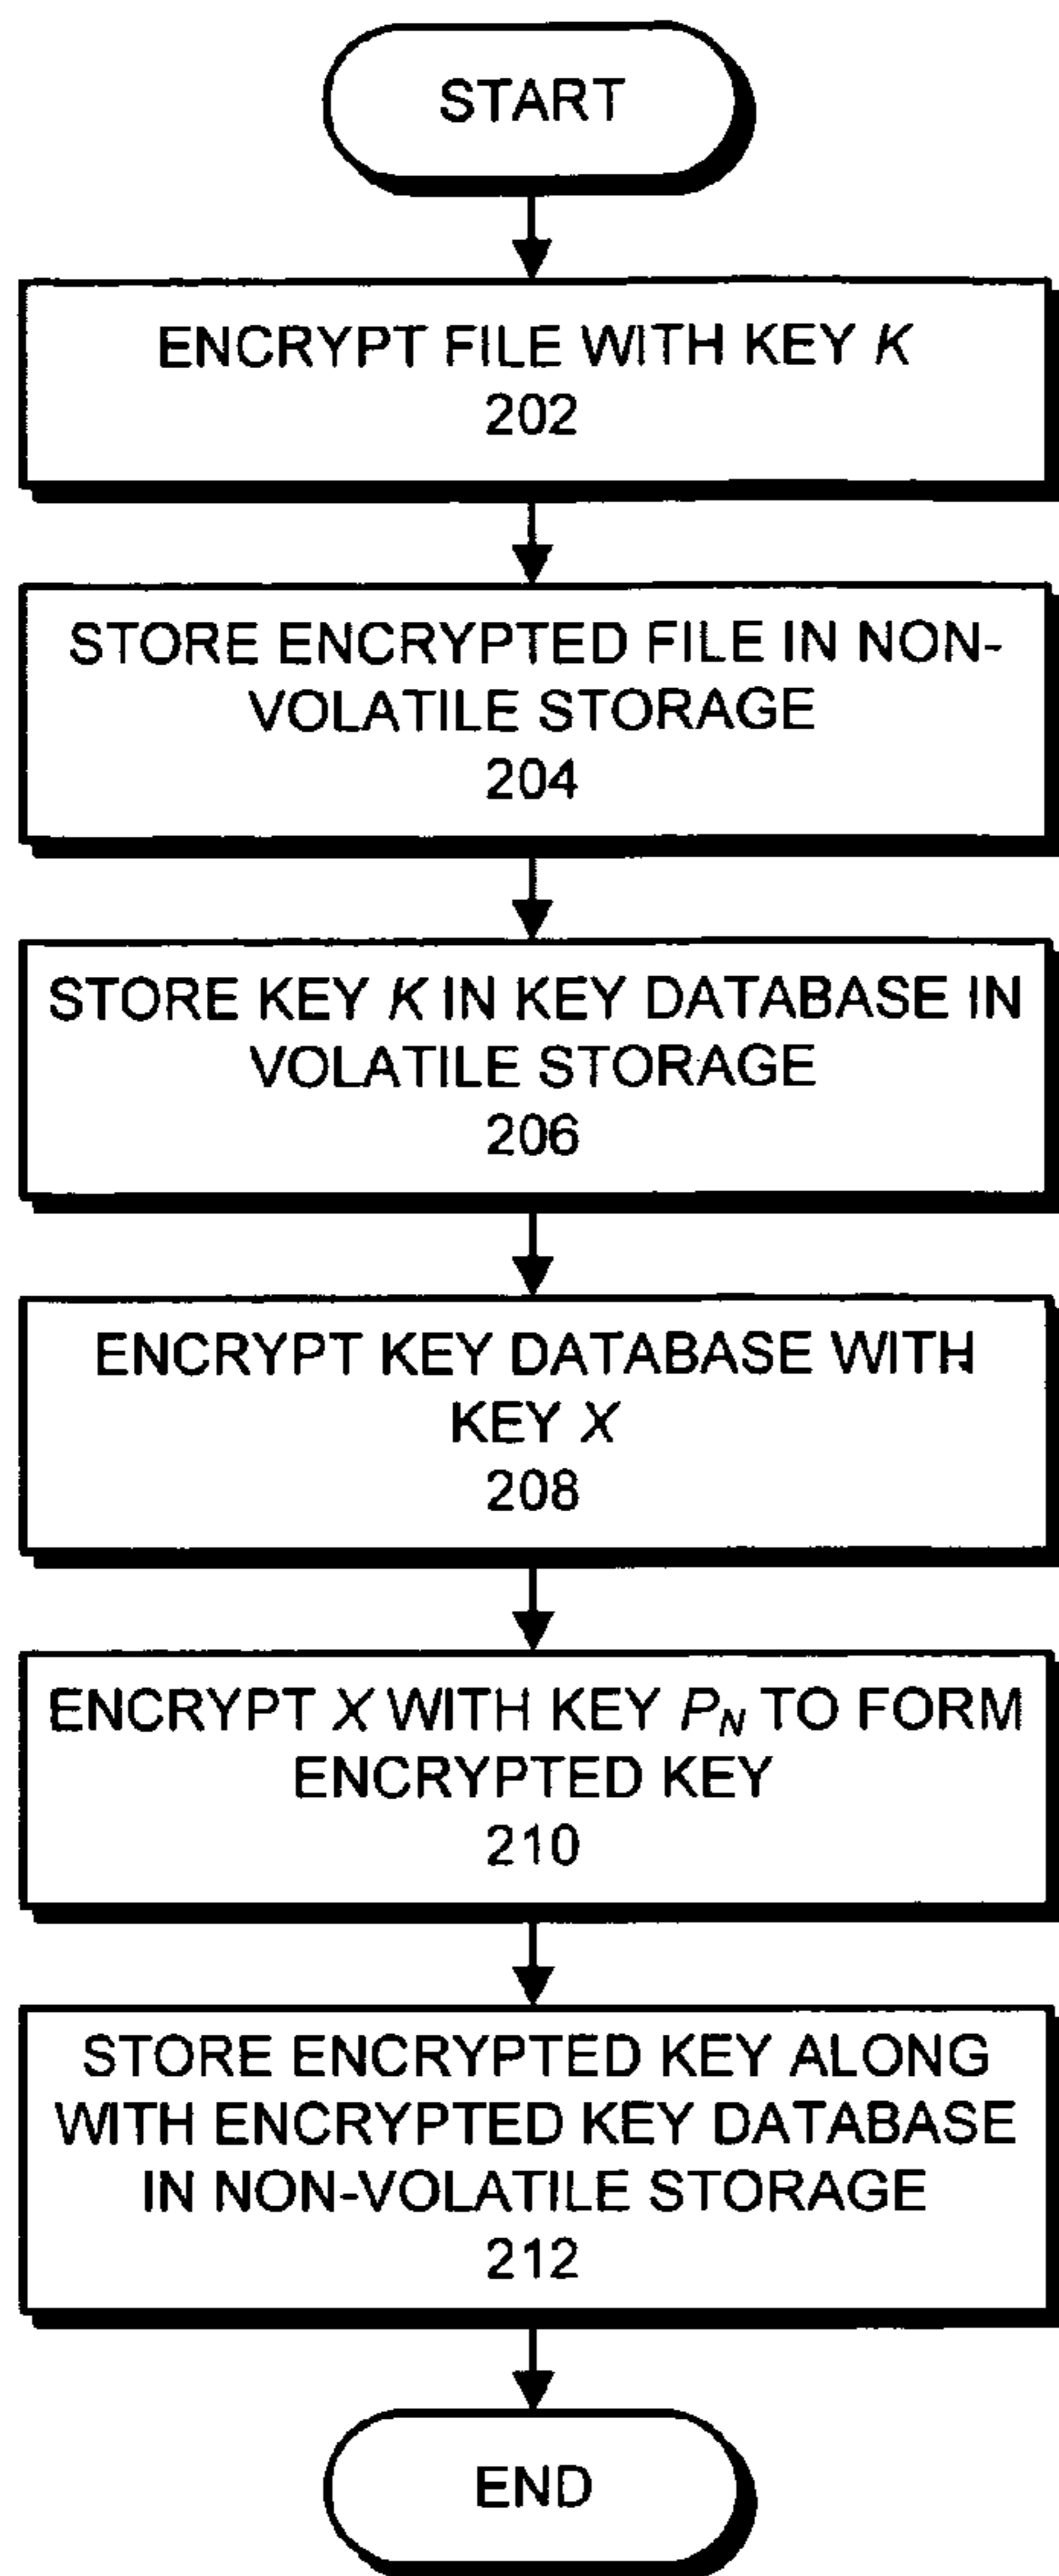 START
ENCRYPT FILE WITH KEY K
202
STORE ENCRYPTED FILE IN NON-
VOLATILE STORAGE
204
STORE KEY K IN KEY DATABASE IN
VOLATILE STORAGE
206
ENCRYPT KEY DATABASE WITH
KEY X
208
ENCRYPT X WITH KEY PN TO FORM
ENCRYPTED KEY
210
STORE ENCRYPTED KEY ALONG
WITH ENCRYPTED KEY DATABASE
IN NON-VOLATILE STORAGE
212
END